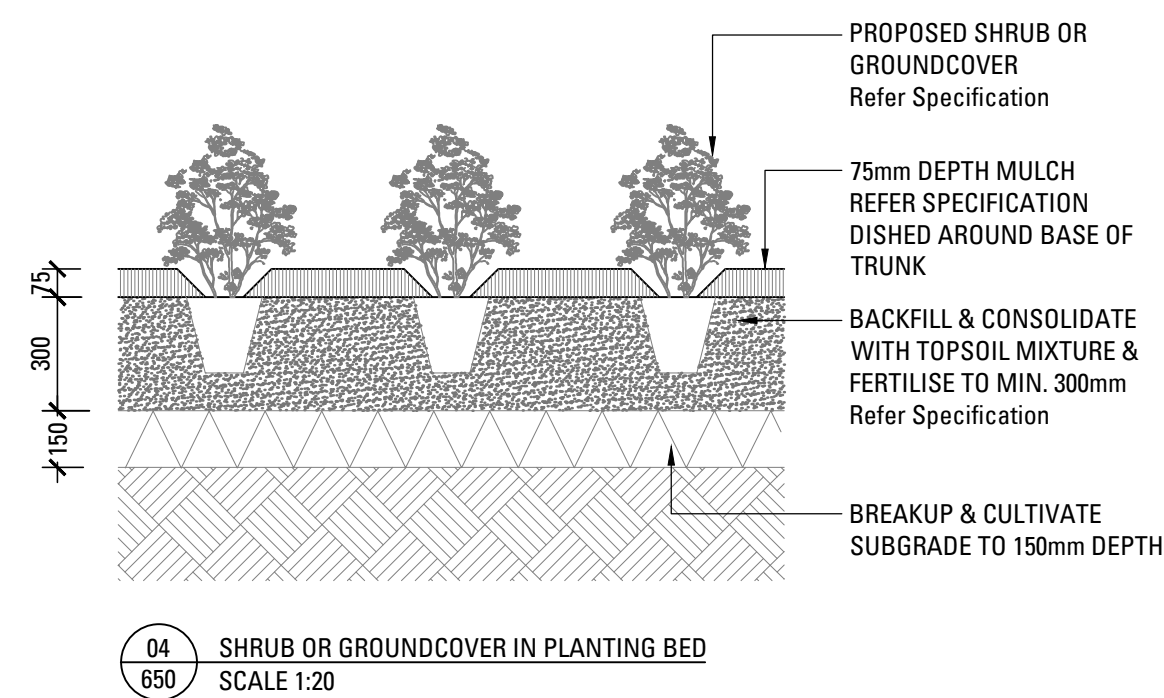 PROPOSED SHRUB OR
GROUNDCOVER
Refer Specification
75mm DEPTH MULCH
REFER SPECIFICATION
DISHED AROUND BASE OF
TRUNK
75
300
150
BACKFILL & CONSOLIDATE
WITH TOPSOIL MIXTURE &
FERTILISE TO MIN. 300mm
Refer Specification
BREAKUP & CULTIVATE
SUBGRADE TO 150mm DEPTH
04
650
SHRUB OR GROUNDCOVER IN PLANTING BED
SCALE 1:20